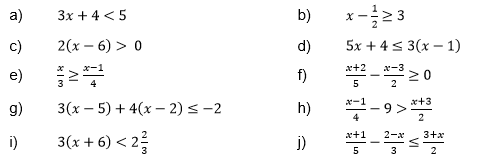 a) 3x + 4 < 5 b) x − 1/2 ≥ 3
c) 2(x − 6) > 0 d) 5x + 4 ≤ 3(x − 1)
e) x/3 ≥ (x−1)/4 f) (x+2)/5 − (x−3)/2 ≥ 0
g) 3(x − 5) + 4(x − 2) ≤ −2 h) (x−1)/4 − 9 > (x+3)/2
i) 3(x + 6) < 2 2/3 j) (x+1)/5 − (2−x)/3 ≤ (3+x)/2